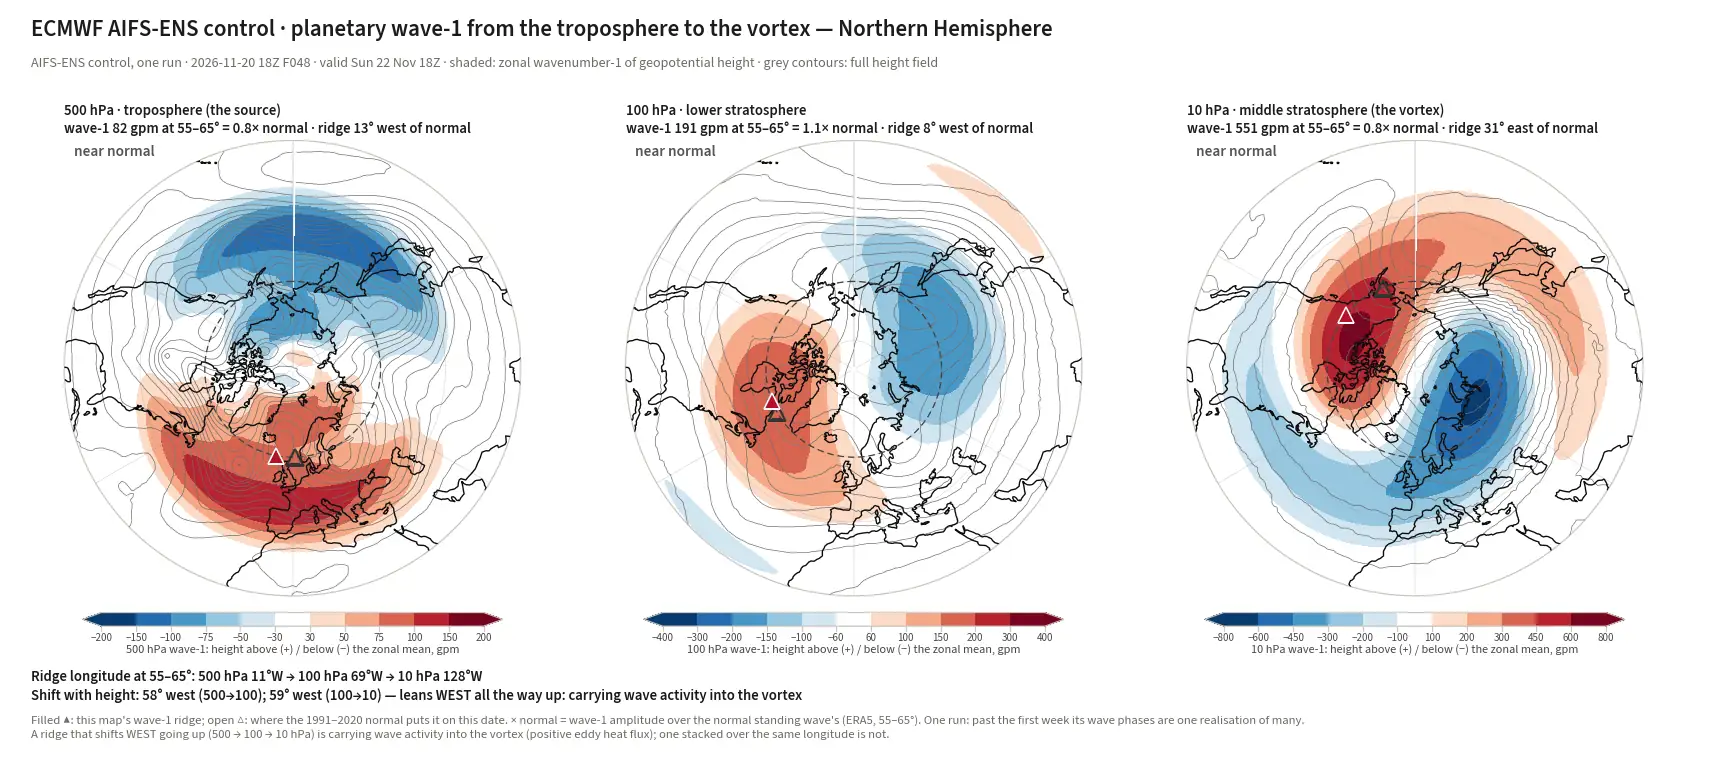 ECMWF AIFS-ENS control · planetary wave-1 from the troposphere to the vortex — Northern Hemisphere
AIFS-ENS control, one run · 2026-11-20 18Z F048 · valid Sun 22 Nov 18Z · shaded: zonal wavenumber-1 of geopotential height · grey contours: full height field
500 hPa · troposphere (the source)
wave-1 82 gpm at 55–65° = 0.8× normal · ridge 13° west of normal
near normal
100 hPa · lower stratosphere
wave-1 191 gpm at 55–65° = 1.1× normal · ridge 8° west of normal
near normal
10 hPa · middle stratosphere (the vortex)
wave-1 551 gpm at 55–65° = 0.8× normal · ridge 31° east of normal
near normal
−200 −150 −100 −75 −50 −30 30 50 75 100 150 200
500 hPa wave-1: height above (+) / below (−) the zonal mean, gpm
−400 −300 −200 −150 −100 −60 60 100 150 200 300 400
100 hPa wave-1: height above (+) / below (−) the zonal mean, gpm
−800 −600 −450 −300 −200 −100 100 200 300 450 600 800
10 hPa wave-1: height above (+) / below (−) the zonal mean, gpm
Ridge longitude at 55–65°: 500 hPa 11°W → 100 hPa 69°W → 10 hPa 128°W
Shift with height: 58° west (500→100); 59° west (100→10) — leans WEST all the way up: carrying wave activity into the vortex
Filled ▲: this map's wave-1 ridge; open △: where the 1991–2020 normal puts it on this date. × normal = wave-1 amplitude over the normal standing wave's (ERA5, 55–65°). One run: past the first week its wave phases are one realisation of many.
A ridge that shifts WEST going up (500 → 100 → 10 hPa) is carrying wave activity into the vortex (positive eddy heat flux); one stacked over the same longitude is not.